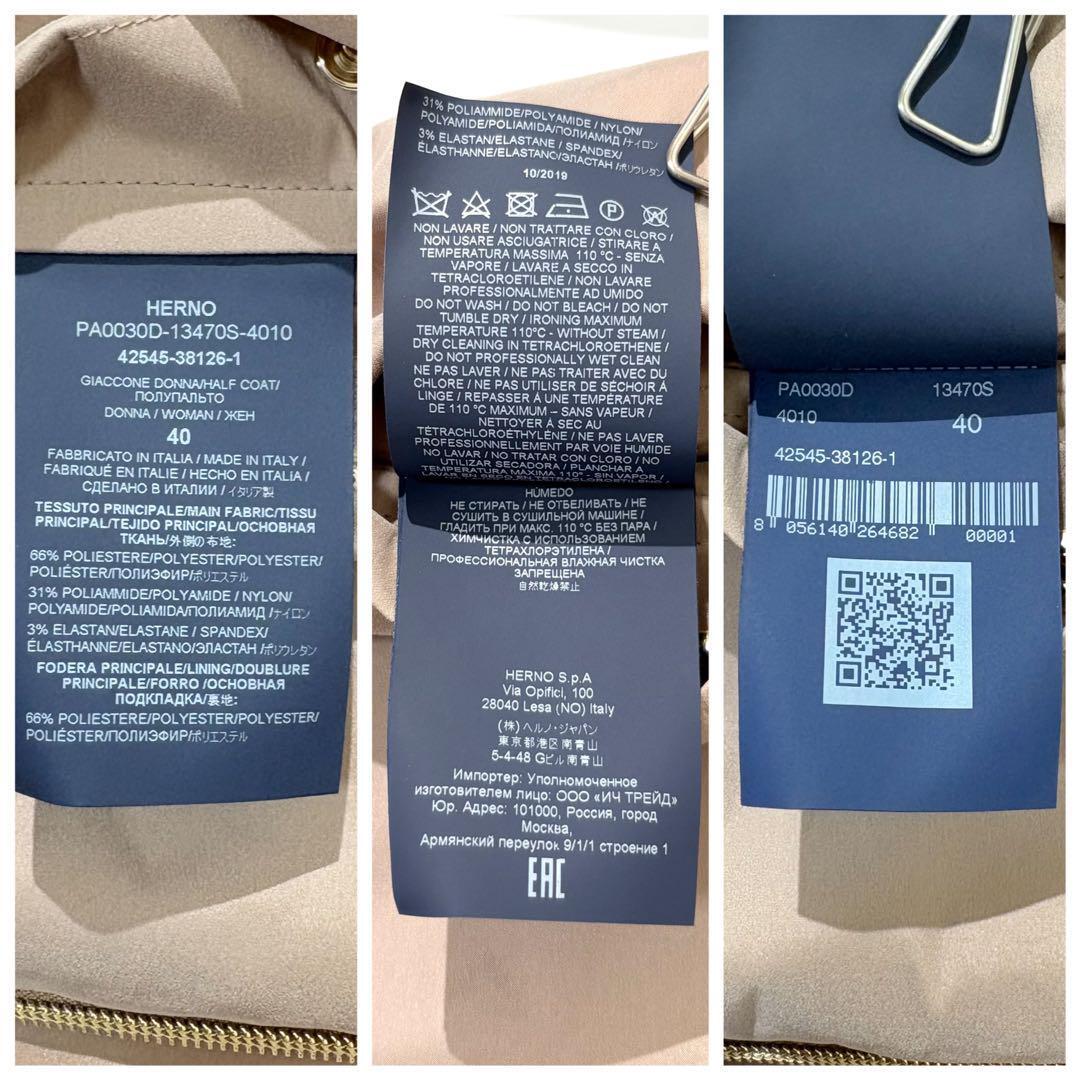 HERNO
PA0030D-13470S-4010
42545-38126-1
GIACCONE DONNA/HALF COAT/
ПОЛУПАЛЬТО
DONNA / WOMAN / ЖЕН
40
FABBRICATO IN ITALIA / MADE IN ITALY /
FABRIQUÉ EN ITALIE / HECHO EN ITALIA /
СДЕЛАНО В ИТАЛИИ / イタリア製
TESSUTO PRINCIPALE/MAIN FABRIC/TISSU
PRINCIPAL/TEJIDO PRINCIPAL/ОСНОВНАЯ
ТКАНЬ/外側の布地:
66% POLIESTERE/POLYESTER/POLYESTER/
POLIÉSTER/ПОЛИЭФИР/ポリエステル
31% POLIAMMIDE/POLYAMIDE / NYLON/
POLYAMIDE/POLIAMIDA/ПОЛИАМИД /ナイロン
3% ELASTAN/ELASTANE / SPANDEX/
ÉLASTHANNE/ELASTANO/ЭЛАСТАН /ポリウレタン
FODERA PRINCIPALE/LINING/DOUBLURE
PRINCIPALE/FORRO /ОСНОВНАЯ
ПОДКЛАДКА/裏地:
66% POLIESTERE/POLYESTER/POLYESTER/
POLIÉSTER/ПОЛИЭФИР/ポリエステル
31% POLIAMMIDE/POLYAMIDE / NYLON/
POLYAMIDE/POLIAMIDA/ПОЛИАМИД /ナイロン
3% ELASTAN/ELASTANE / SPANDEX/
ÉLASTHANNE/ELASTANO/ЭЛАСТАН /ポリウレタン
10/2019
P
W
NON LAVARE / NON TRATTARE CON CLORO /
NON USARE ASCIUGATRICE / STIRARE A
TEMPERATURA MASSIMA 110 °C - SENZA
VAPORE / LAVARE A SECCO IN
TETRACLOROETILENE / NON LAVARE
PROFESSIONALMENTE AD UMIDO
DO NOT WASH / DO NOT BLEACH / DO NOT
TUMBLE DRY / IRONING MAXIMUM
TEMPERATURE 110°C - WITHOUT STEAM /
DRY CLEANING IN TETRACHLOROETHENE /
DO NOT PROFESSIONALLY WET CLEAN
NE PAS LAVER / NE PAS TRAITER AVEC DU
CHLORE / NE PAS UTILISER DE SÉCHOIR À
LINGE / REPASSER À UNE TEMPÉRATURE
DE 110 °C MAXIMUM – SANS VAPEUR /
NETTOYER À SEC AU
TÉTRACHLOROÉTHYLÈNE / NE PAS LAVER
PROFESSIONNELLEMENT PAR VOIE HUMIDE
NO LAVAR / NO TRATAR CON CLORO / NO
UTILIZAR SECADORA / PLANCHAR A
TEMPERATURA MÁXIMA 110° - SIN VAPOR /
LAVAR EN SECO EN TETRACLOROETILENO
HÚMEDO
НЕ СТИРАТЬ / НЕ ОТБЕЛИВАТЬ / НЕ
СУШИТЬ В СУШИЛЬНОЙ МАШИНЕ /
ГЛАДИТЬ ПРИ МАКС. 110 °C БЕЗ ПАРА /
ХИМЧИСТКА С ИСПОЛЬЗОВАНИЕМ
ТЕТРАХЛОРЭТИЛЕНА /
ПРОФЕССИОНАЛЬНАЯ ВЛАЖНАЯ ЧИСТКА
ЗАПРЕЩЕНА
自然乾燥禁止
HERNO S.p.A
Via Opifici, 100
28040 Lesa (NO) Italy
(株) ヘルノ・ジャパン
東京都港区南青山
5-4-48 Gビル南青山
Импортер: Уполномоченное
изготовителем лицо: ООО «ИЧ ТРЕЙД»
Юр. Адрес: 101000, Россия, город
Москва,
Армянский переулок 9/1/1 строение 1
EAC
PA0030D 13470S
4010 40
42545-38126-1
8 056140 264682 00001